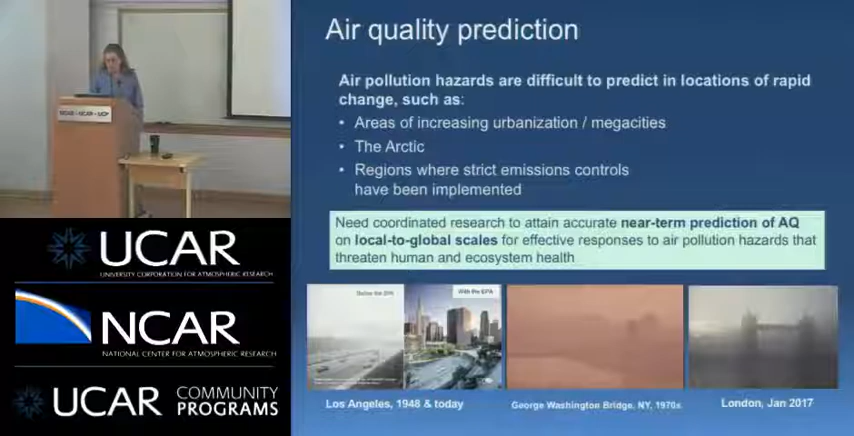 Air quality prediction
Air pollution hazards are difficult to predict in locations of rapid
change, such as:
• Areas of increasing urbanization / megacities
• The Arctic
• Regions where strict emissions controls
have been implemented
Need coordinated research to attain accurate near-term prediction of AQ
on local-to-global scales for effective responses to air pollution hazards that
threaten human and ecosystem health
Before the EPA
With the EPA
Los Angeles, 1948 & today
George Washington Bridge, NY, 1970s
London, Jan 2017
NCAR • UCAR • UCP
UCAR
UNIVERSITY CORPORATION FOR ATMOSPHERIC RESEARCH
NCAR
NATIONAL CENTER FOR ATMOSPHERIC RESEARCH
UCAR
COMMUNITY
PROGRAMS